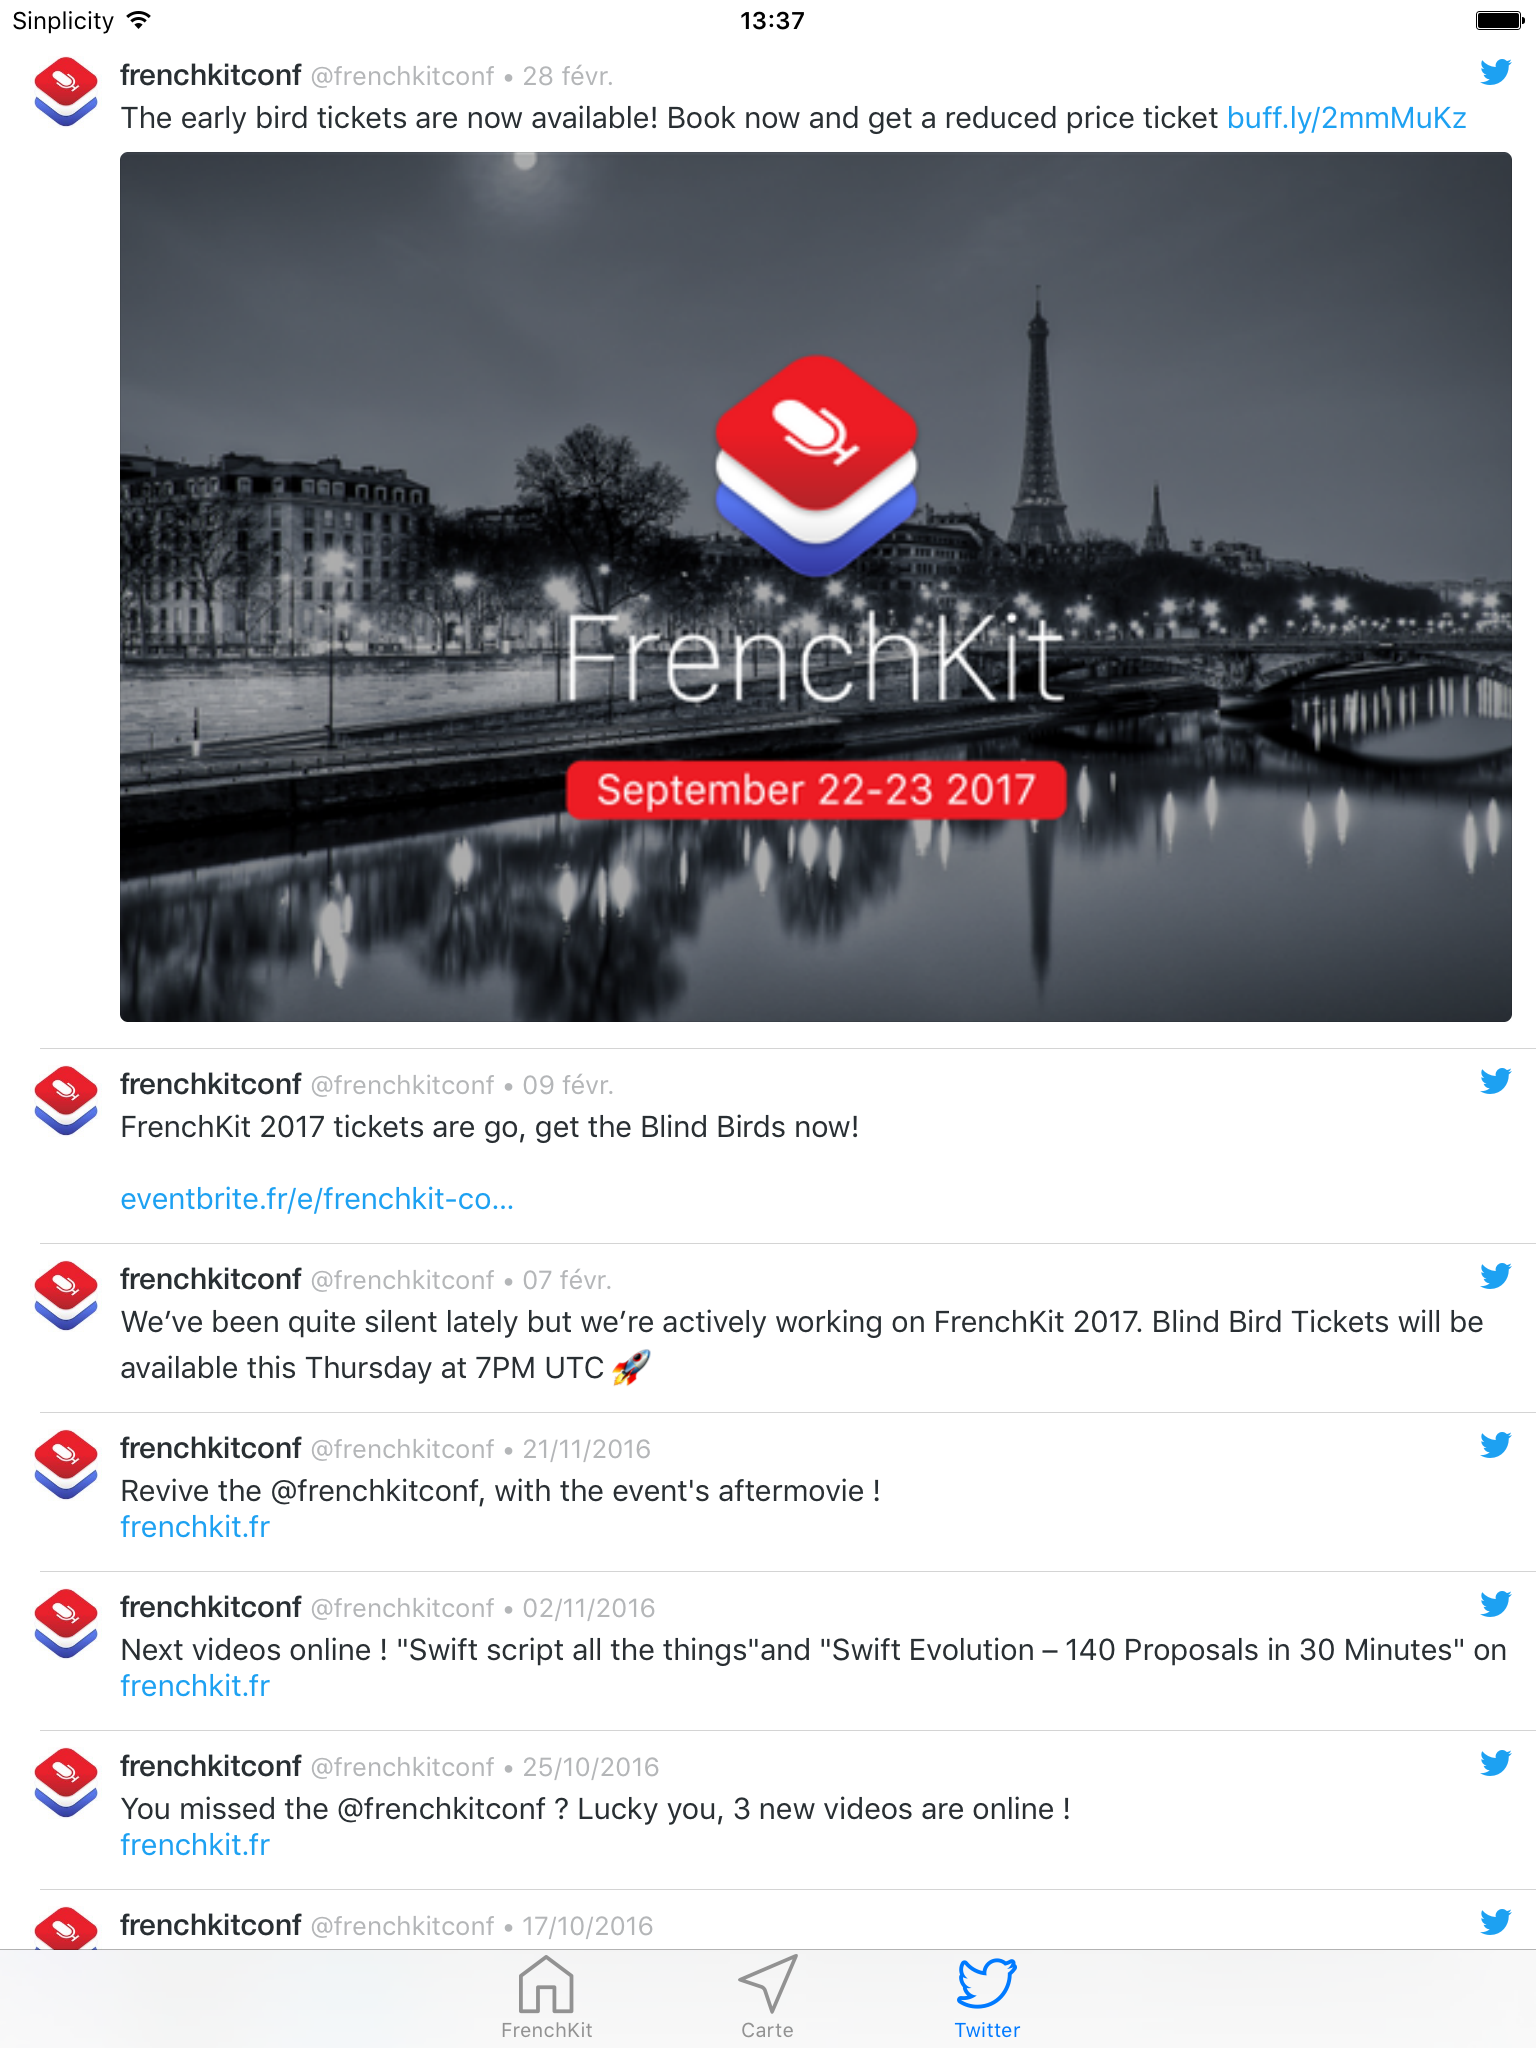 Sinplicity 13:37
frenchkitconf @frenchkitconf • 28 févr.
The early bird tickets are now available! Book now and get a reduced price ticket buff.ly/2mmMuKz
FrenchKit
September 22-23 2017
frenchkitconf @frenchkitconf • 09 févr.
FrenchKit 2017 tickets are go, get the Blind Birds now!
eventbrite.fr/e/frenchkit-co...
frenchkitconf @frenchkitconf • 07 févr.
We’ve been quite silent lately but we’re actively working on FrenchKit 2017. Blind Bird Tickets will be
available this Thursday at 7PM UTC 🚀
frenchkitconf @frenchkitconf • 21/11/2016
Revive the @frenchkitconf, with the event's aftermovie !
frenchkit.fr
frenchkitconf @frenchkitconf • 02/11/2016
Next videos online ! "Swift script all the things"and "Swift Evolution – 140 Proposals in 30 Minutes" on
frenchkit.fr
frenchkitconf @frenchkitconf • 25/10/2016
You missed the @frenchkitconf ? Lucky you, 3 new videos are online !
frenchkit.fr
frenchkitconf @frenchkitconf • 17/10/2016
FrenchKit Carte Twitter